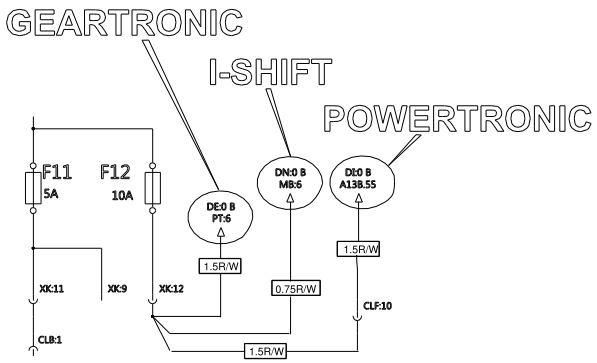 GEARTRONIC
I-SHIFT
POWERTRONIC
F11
5A
F12
10A
DE:0 B
PT:6
DN:0 B
MB:6
DI:0 B
A13B.55
1.5R/W
1.5R/W
0.75R/W
XK:11
XK:9
XK:12
CLF:10
CLB:1
1.5R/W